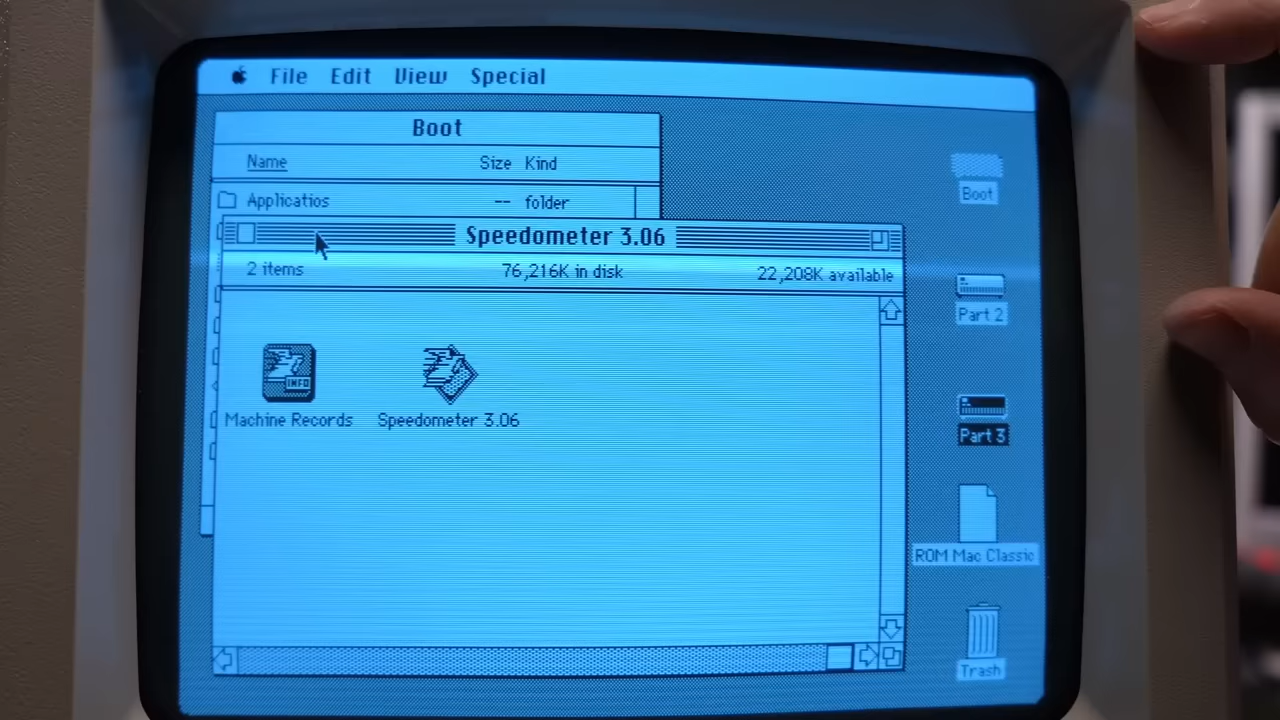 File Edit View Special
Boot
Name Size Kind
Applicatios -- folder
Speedometer 3.06
2 items 76,216K in disk 22,208K available
INFO
Machine Records Speedometer 3.06
Boot
Part 2
Part 3
ROM Mac Classic
Trash